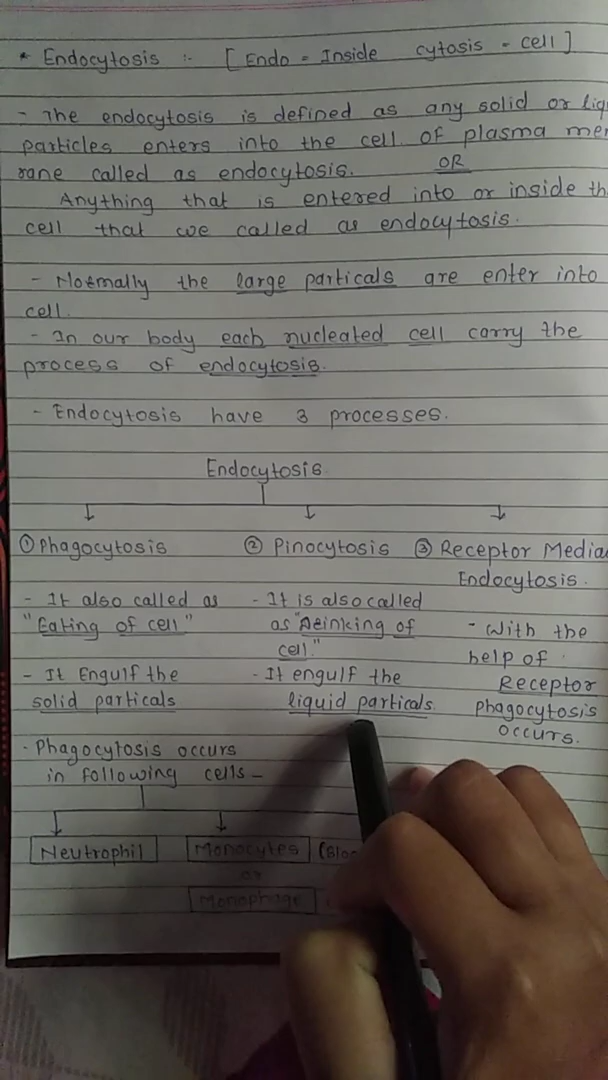 * Endocytosis :- [ Endo = Inside cytosis - cell ]
- The endocytosis is defined as any solid or liqu
particles enters into the cell of plasma mem
rane called as endocytosis. OR
Anything that is entered into or inside th
cell that we called as endocytosis.
- Normally the large particals are enter into
cell.
- In our body each nucleated cell carry the
process of endocytosis.
- Endocytosis have 3 processes.
Endocytosis
① Phagocytosis ② Pinocytosis ③ Receptor Media
Endocytosis.
- It also called as - It is also called
"Eating of cell" as "Drinking of - With the
cell." help of
- It Engulf the - It engulf the Receptor
solid particals liquid particals. phagocytosis
occurs.
- Phagocytosis occurs
in following cells -
Neutrophil Monocytes (Bloo
or
Monophage